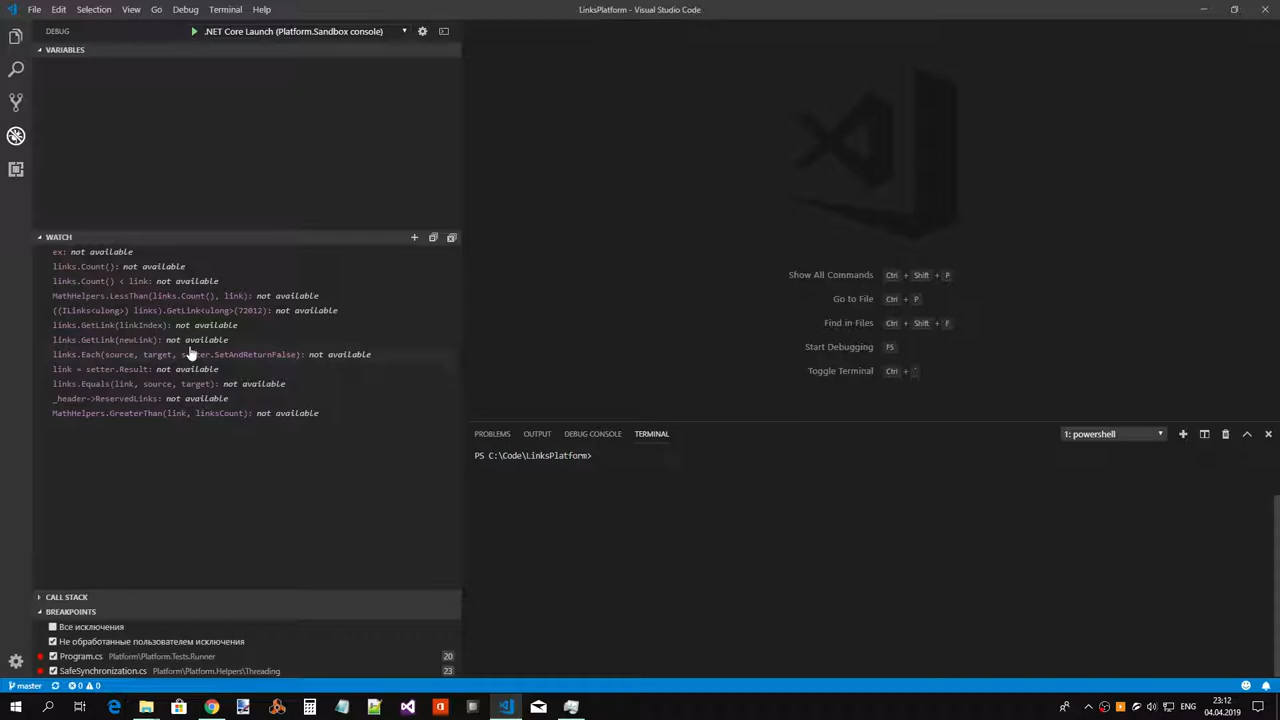 File Edit Selection View Go Debug Terminal Help
LinksPlatform - Visual Studio Code
DEBUG
.NET Core Launch (Platform.Sandbox console)
VARIABLES
WATCH
ex: not available
links.Count(): not available
links.Count() < link: not available
MathHelpers.LessThan(links.Count(), link): not available
((ILinks<ulong>) links).GetLink<ulong>(72012): not available
links.GetLink(linkIndex): not available
links.GetLink(newLink): not available
links.Each(source, target, setter.SetAndReturnFalse): not available
link = setter.Result: not available
links.Equals(link, source, target): not available
_header->ReservedLinks: not available
MathHelpers.GreaterThan(link, linksCount): not available
CALL STACK
BREAKPOINTS
Все исключения
Не обработанные пользователем исключения
Program.cs Platform\Platform.Tests.Runner 20
SafeSynchronization.cs Platform\Platform.Helpers\Threading 23
Show All Commands Ctrl + Shift + P
Go to File Ctrl + P
Find in Files Ctrl + Shift + F
Start Debugging F5
Toggle Terminal Ctrl + `
PROBLEMS OUTPUT DEBUG CONSOLE TERMINAL
1: powershell
PS C:\Code\LinksPlatform>
master 0 0
ENG
23:12
04.04.2019